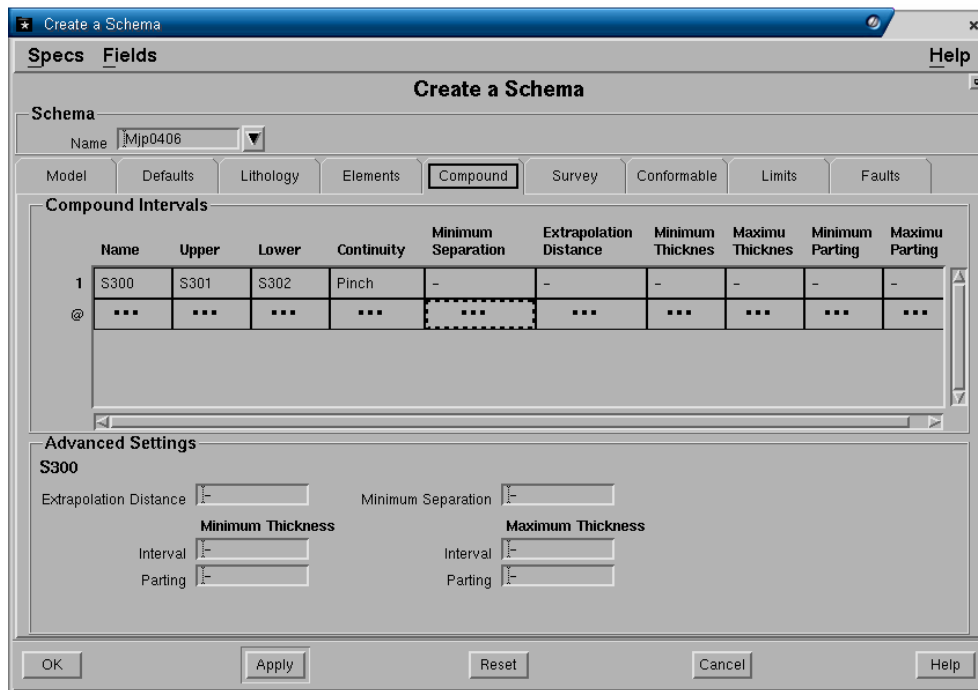 Create a Schema
Specs Fields Help
Create a Schema
Schema
Name Mjp0406
Model Defaults Lithology Elements Compound Survey Conformable Limits Faults
Compound Intervals
Name Upper Lower Continuity Minimum Separation Extrapolation Distance Minimum Thicknes Maximu Thicknes Minimum Parting Maximu Parting
1 S300 S301 S302 Pinch - - - - - -
@ ... ... ... ... ... ... ... ... ... ...
Advanced Settings
S300
Extrapolation Distance - Minimum Separation -
Minimum Thickness Maximum Thickness
Interval - Interval -
Parting - Parting -
OK Apply Reset Cancel Help